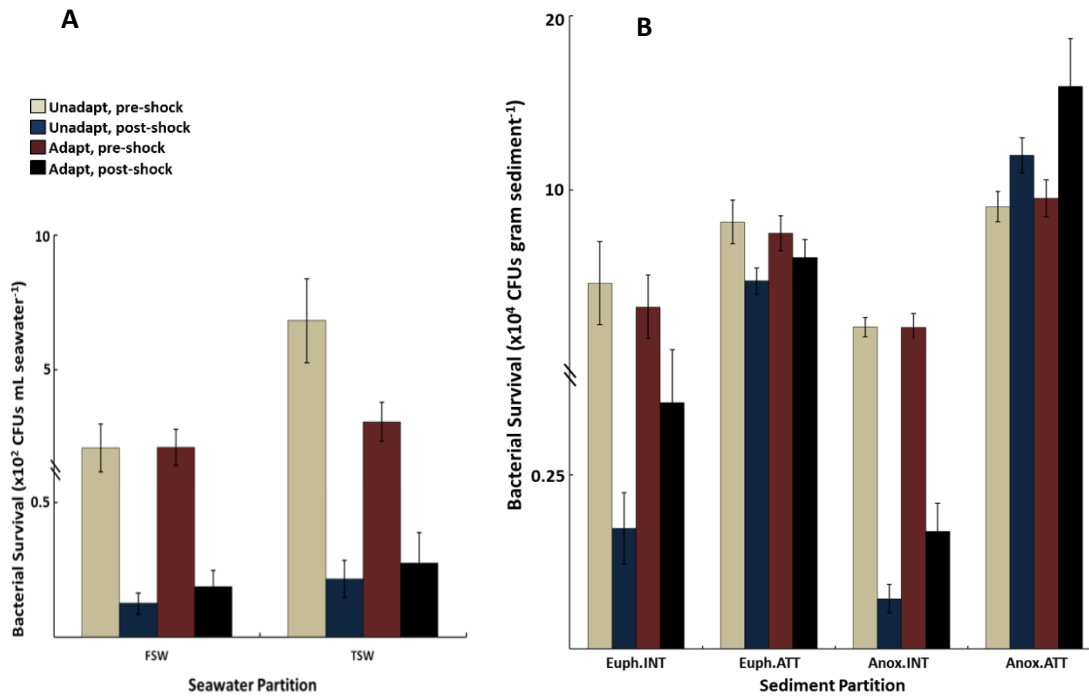 A
Unadapt, pre-shock
Unadapt, post-shock
Adapt, pre-shock
Adapt, post-shock
Bacterial Survival (x10² CFUs mL seawater⁻¹)
10
5
0.5
FSW
TSW
Seawater Partition
B
Bacterial Survival (x10⁴ CFUs gram sediment⁻¹)
20
10
0.25
Euph.INT
Euph.ATT
Anox.INT
Anox.ATT
Sediment Partition